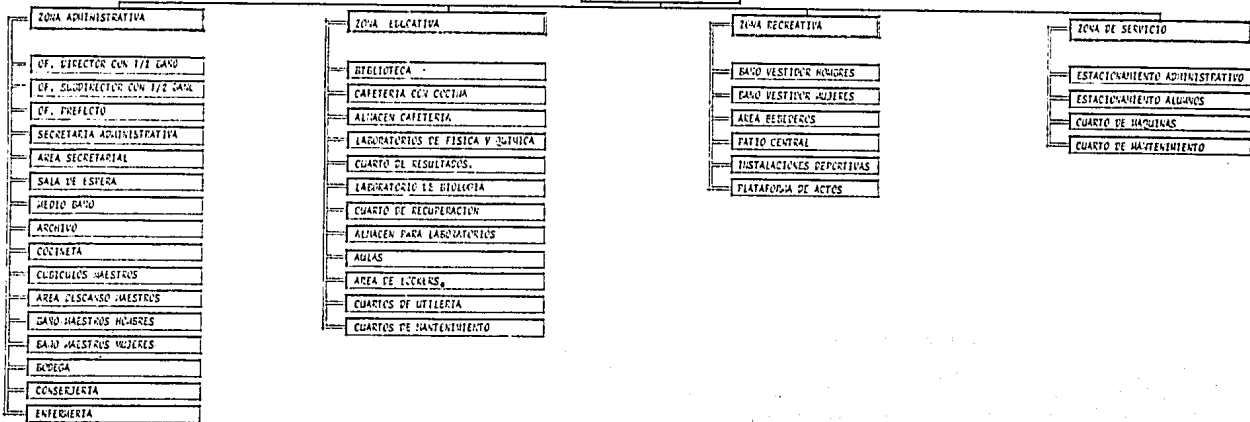 ZONA ADMINISTRATIVA
OF. DIRECTOR CON 1/2 BAÑO
OF. SUBDIRECTOR CON 1/2 BAÑO
OF. PREFECTO
SECRETARIA ADMINISTRATIVA
AREA SECRETARIAL
SALA DE ESPERA
MEDIO BAÑO
ARCHIVO
COCINETA
CUBICULOS MAESTROS
AREA DESCANSO MAESTROS
BAÑO MAESTROS HOMBRES
BAÑO MAESTROS MUJERES
BODEGA
CONSERJERIA
ENFERMERIA
ZONA EDUCATIVA
BIBLIOTECA
CAFETERIA CON COCINA
ALMACEN CAFETERIA
LABORATORIOS DE FISICA Y QUIMICA
CUARTO DE RESULTADOS.
LABORATORIO DE BIOLOGIA
CUARTO DE RECUPERACION
ALMACEN PARA LABORATORIOS
AULAS
AREA DE LOCKERS.
CUARTOS DE UTILERIA
CUARTOS DE MANTENIMIENTO
ZONA RECREATIVA
BAÑO VESTIDOR HOMBRES
BAÑO VESTIDOR MUJERES
AREA BEBEDEROS
PATIO CENTRAL
INSTALACIONES DEPORTIVAS
PLATAFORMA DE ACTOS
ZONA DE SERVICIO
ESTACIONAMIENTO ADMINISTRATIVO
ESTACIONAMIENTO ALUMNOS
CUARTO DE MAQUINAS
CUARTO DE MANTENIMIENTO